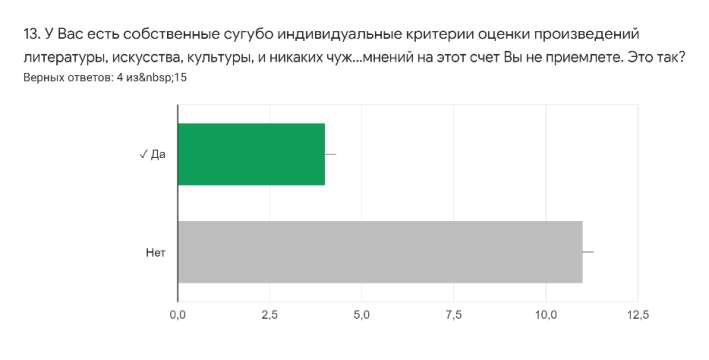 13. У Вас есть собственные сугубо индивидуальные критерии оценки произведений
литературы, искусства, культуры, и никаких чуж...мнений на этот счет Вы не приемлете. Это так?
Верных ответов: 4 из&nbsp;15
✓ Да
Нет
0,0 2,5 5,0 7,5 10,0 12,5